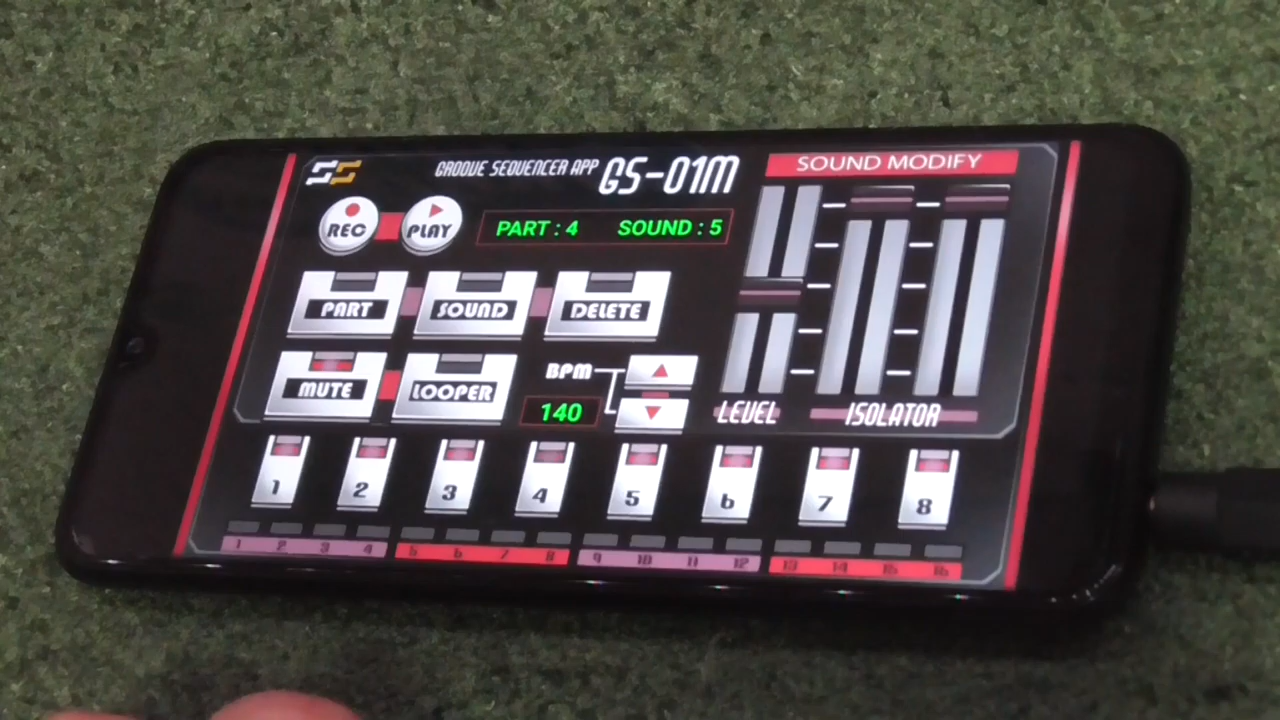 SS GROOVE SEQUENCER APP GS-01M
SOUND MODIFY
REC PLAY
PART : 4 SOUND : 5
PART SOUND DELETE
MUTE LOOPER
BPM
140
LEVEL ISOLATOR
1 2 3 4 5 6 7 8
1 2 3 4 5 6 7 8 9 10 11 12 13 14 15 16